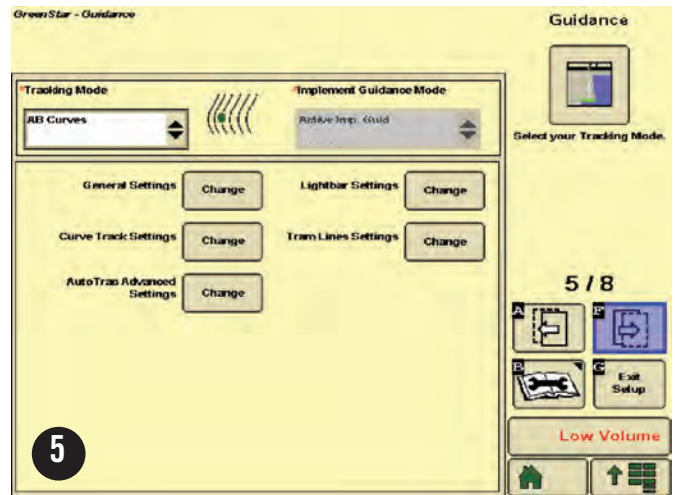 GreenStar - Guidance
Guidance
*Tracking Mode
*Implement Guidance Mode
AB Curves
Active Imp. Guid
Select your Tracking Mode.
General Settings
Change
Lightbar Settings
Change
Curve Track Settings
Change
Tram Lines Settings
Change
AutoTrac Advanced
Settings
Change
5 / 8
A
F
B
G
Exit
Setup
Low Volume
5